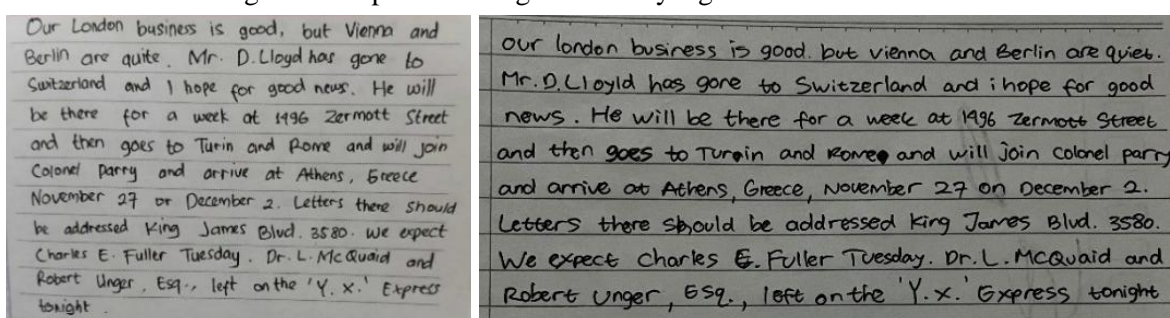 Our London business is good, but Vienna and
Berlin are quite. Mr. D. Lloyd has gone to
Switzerland and I hope for good news. He will
be there for a week at 1496 Zermott Street
and then goes to Turin and Rome and will join
Colonel Parry and arrive at Athens, Greece
November 27 or December 2. Letters there should
be addressed King James Blvd. 3580. We expect
Charles E. Fuller Tuesday. Dr. L. McQuaid and
Robert Unger, Esq., left on the 'Y. X.' Express
tonight.
our london business is good. but vienna and Berlin are quiet.
Mr. D. Lloyld has gone to Switzerland and i hope for good
news. He will be there for a week at 1496 Zermott Street
and then goes to Turoin and Rome and will join colonel parry
and arrive at Athens, Greece, November 27 on December 2.
Letters there should be addressed King James Blvd. 3580.
We expect charles E. Fuller Tuesday. Dr. L. McQuaid and
Robert Unger, ESq., left on the 'Y. x.' Express tonight